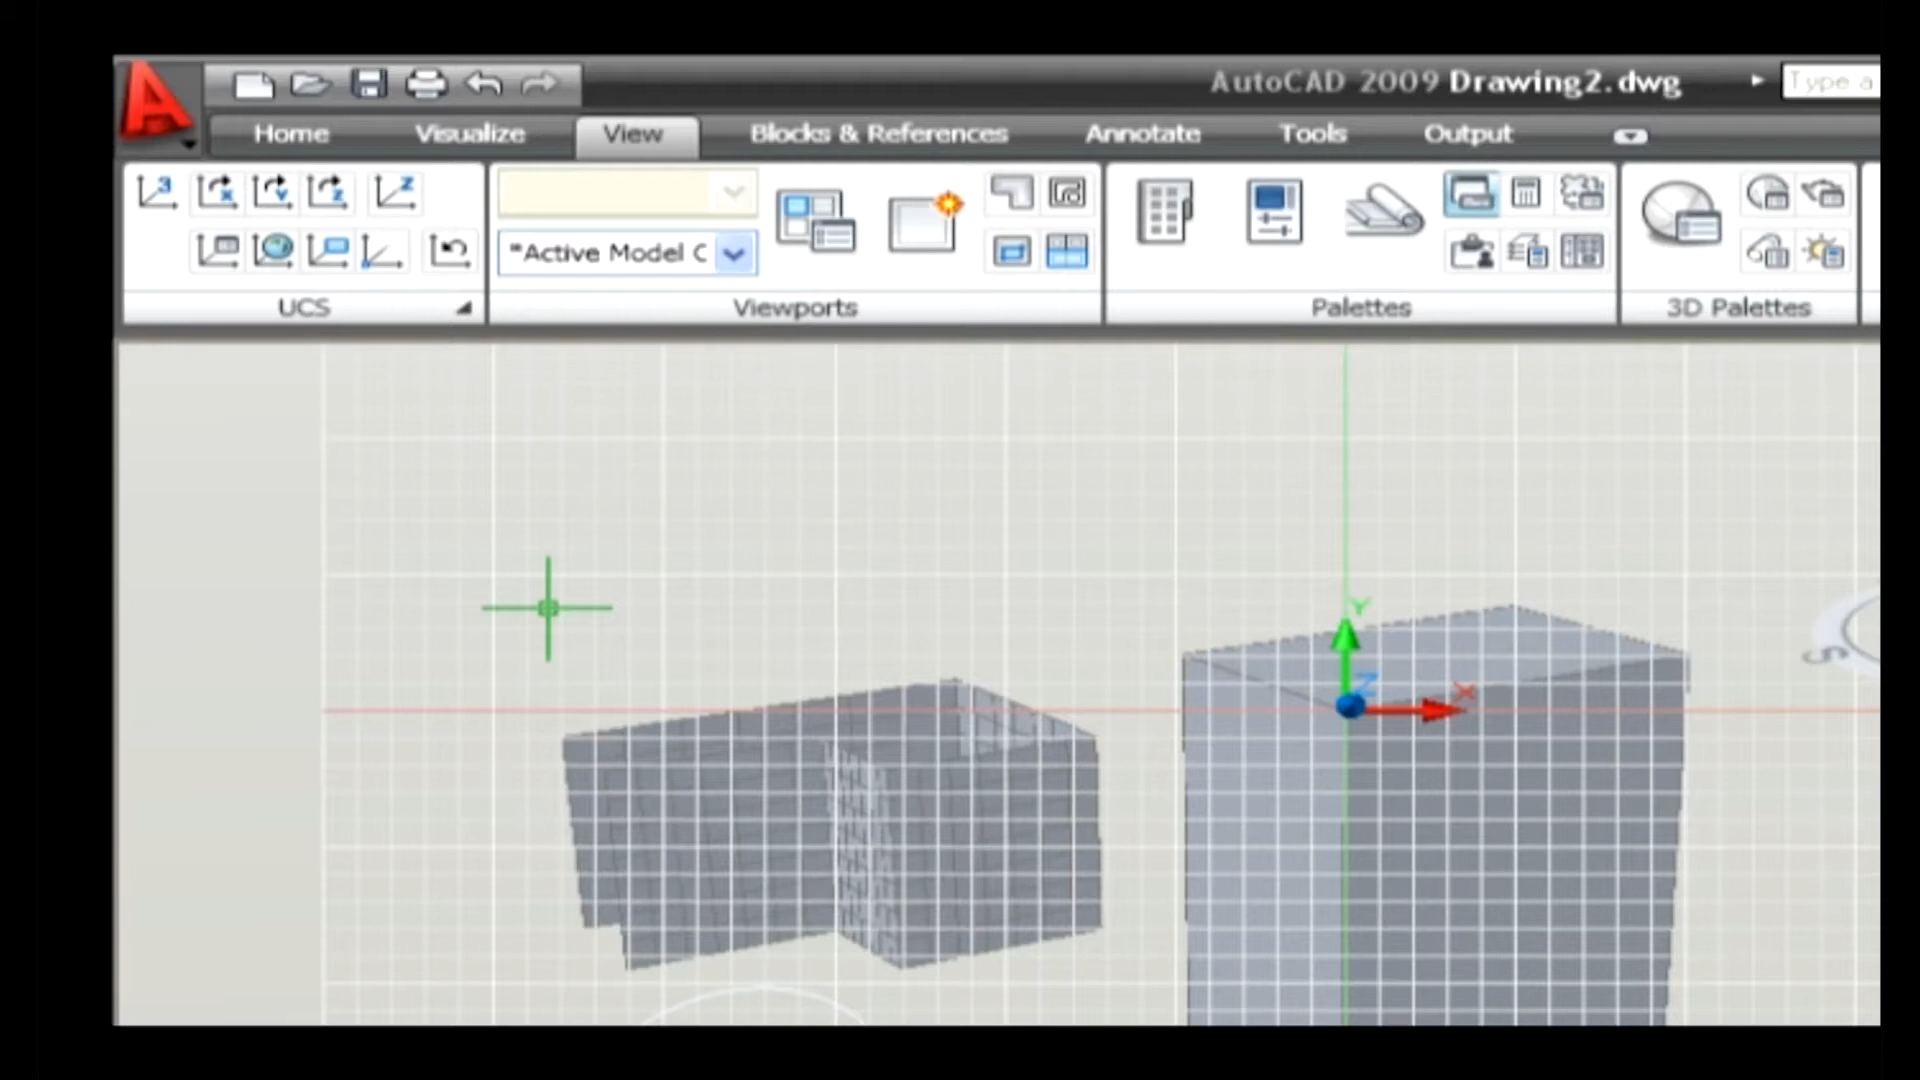 AutoCAD 2009 Drawing2.dwg
Type a
Home Visualize View Blocks & References Annotate Tools Output
"Active Model C
UCS Viewports Palettes 3D Palettes
Y
Z
X
S